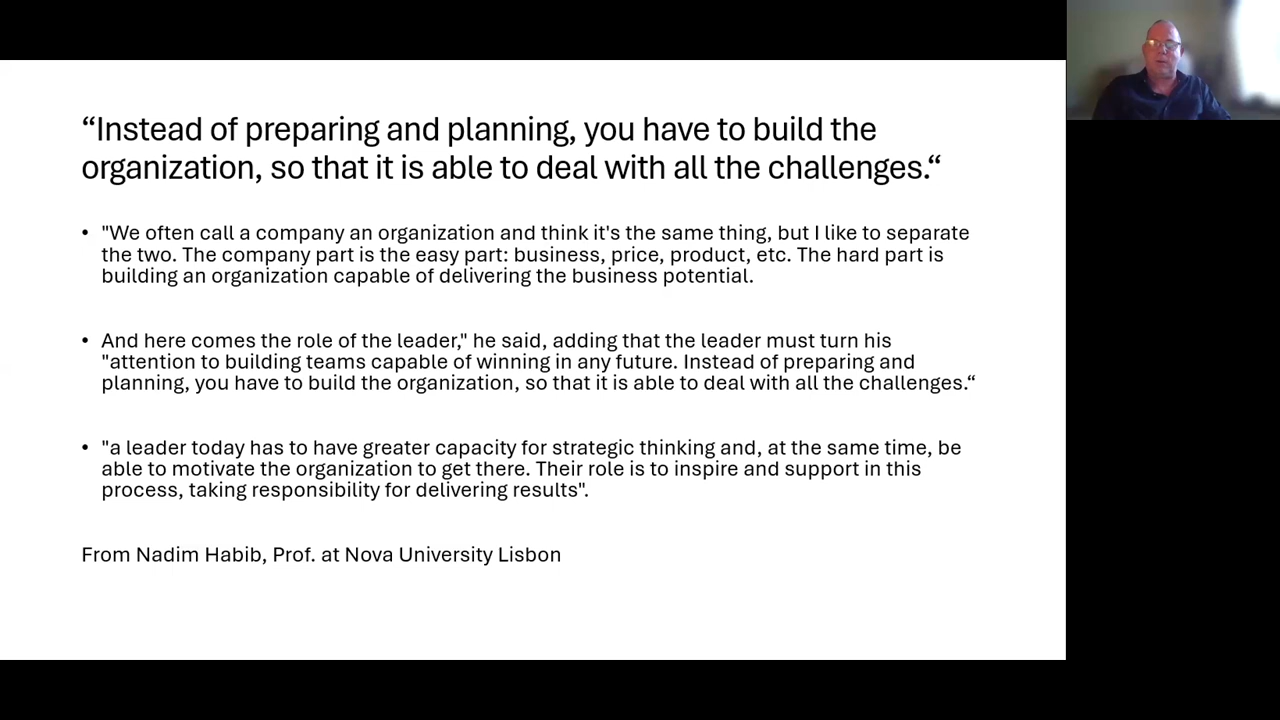 “Instead of preparing and planning, you have to build the
organization, so that it is able to deal with all the challenges.“
• "We often call a company an organization and think it's the same thing, but I like to separate
the two. The company part is the easy part: business, price, product, etc. The hard part is
building an organization capable of delivering the business potential.
• And here comes the role of the leader," he said, adding that the leader must turn his
"attention to building teams capable of winning in any future. Instead of preparing and
planning, you have to build the organization, so that it is able to deal with all the challenges.“
• "a leader today has to have greater capacity for strategic thinking and, at the same time, be
able to motivate the organization to get there. Their role is to inspire and support in this
process, taking responsibility for delivering results".
From Nadim Habib, Prof. at Nova University Lisbon